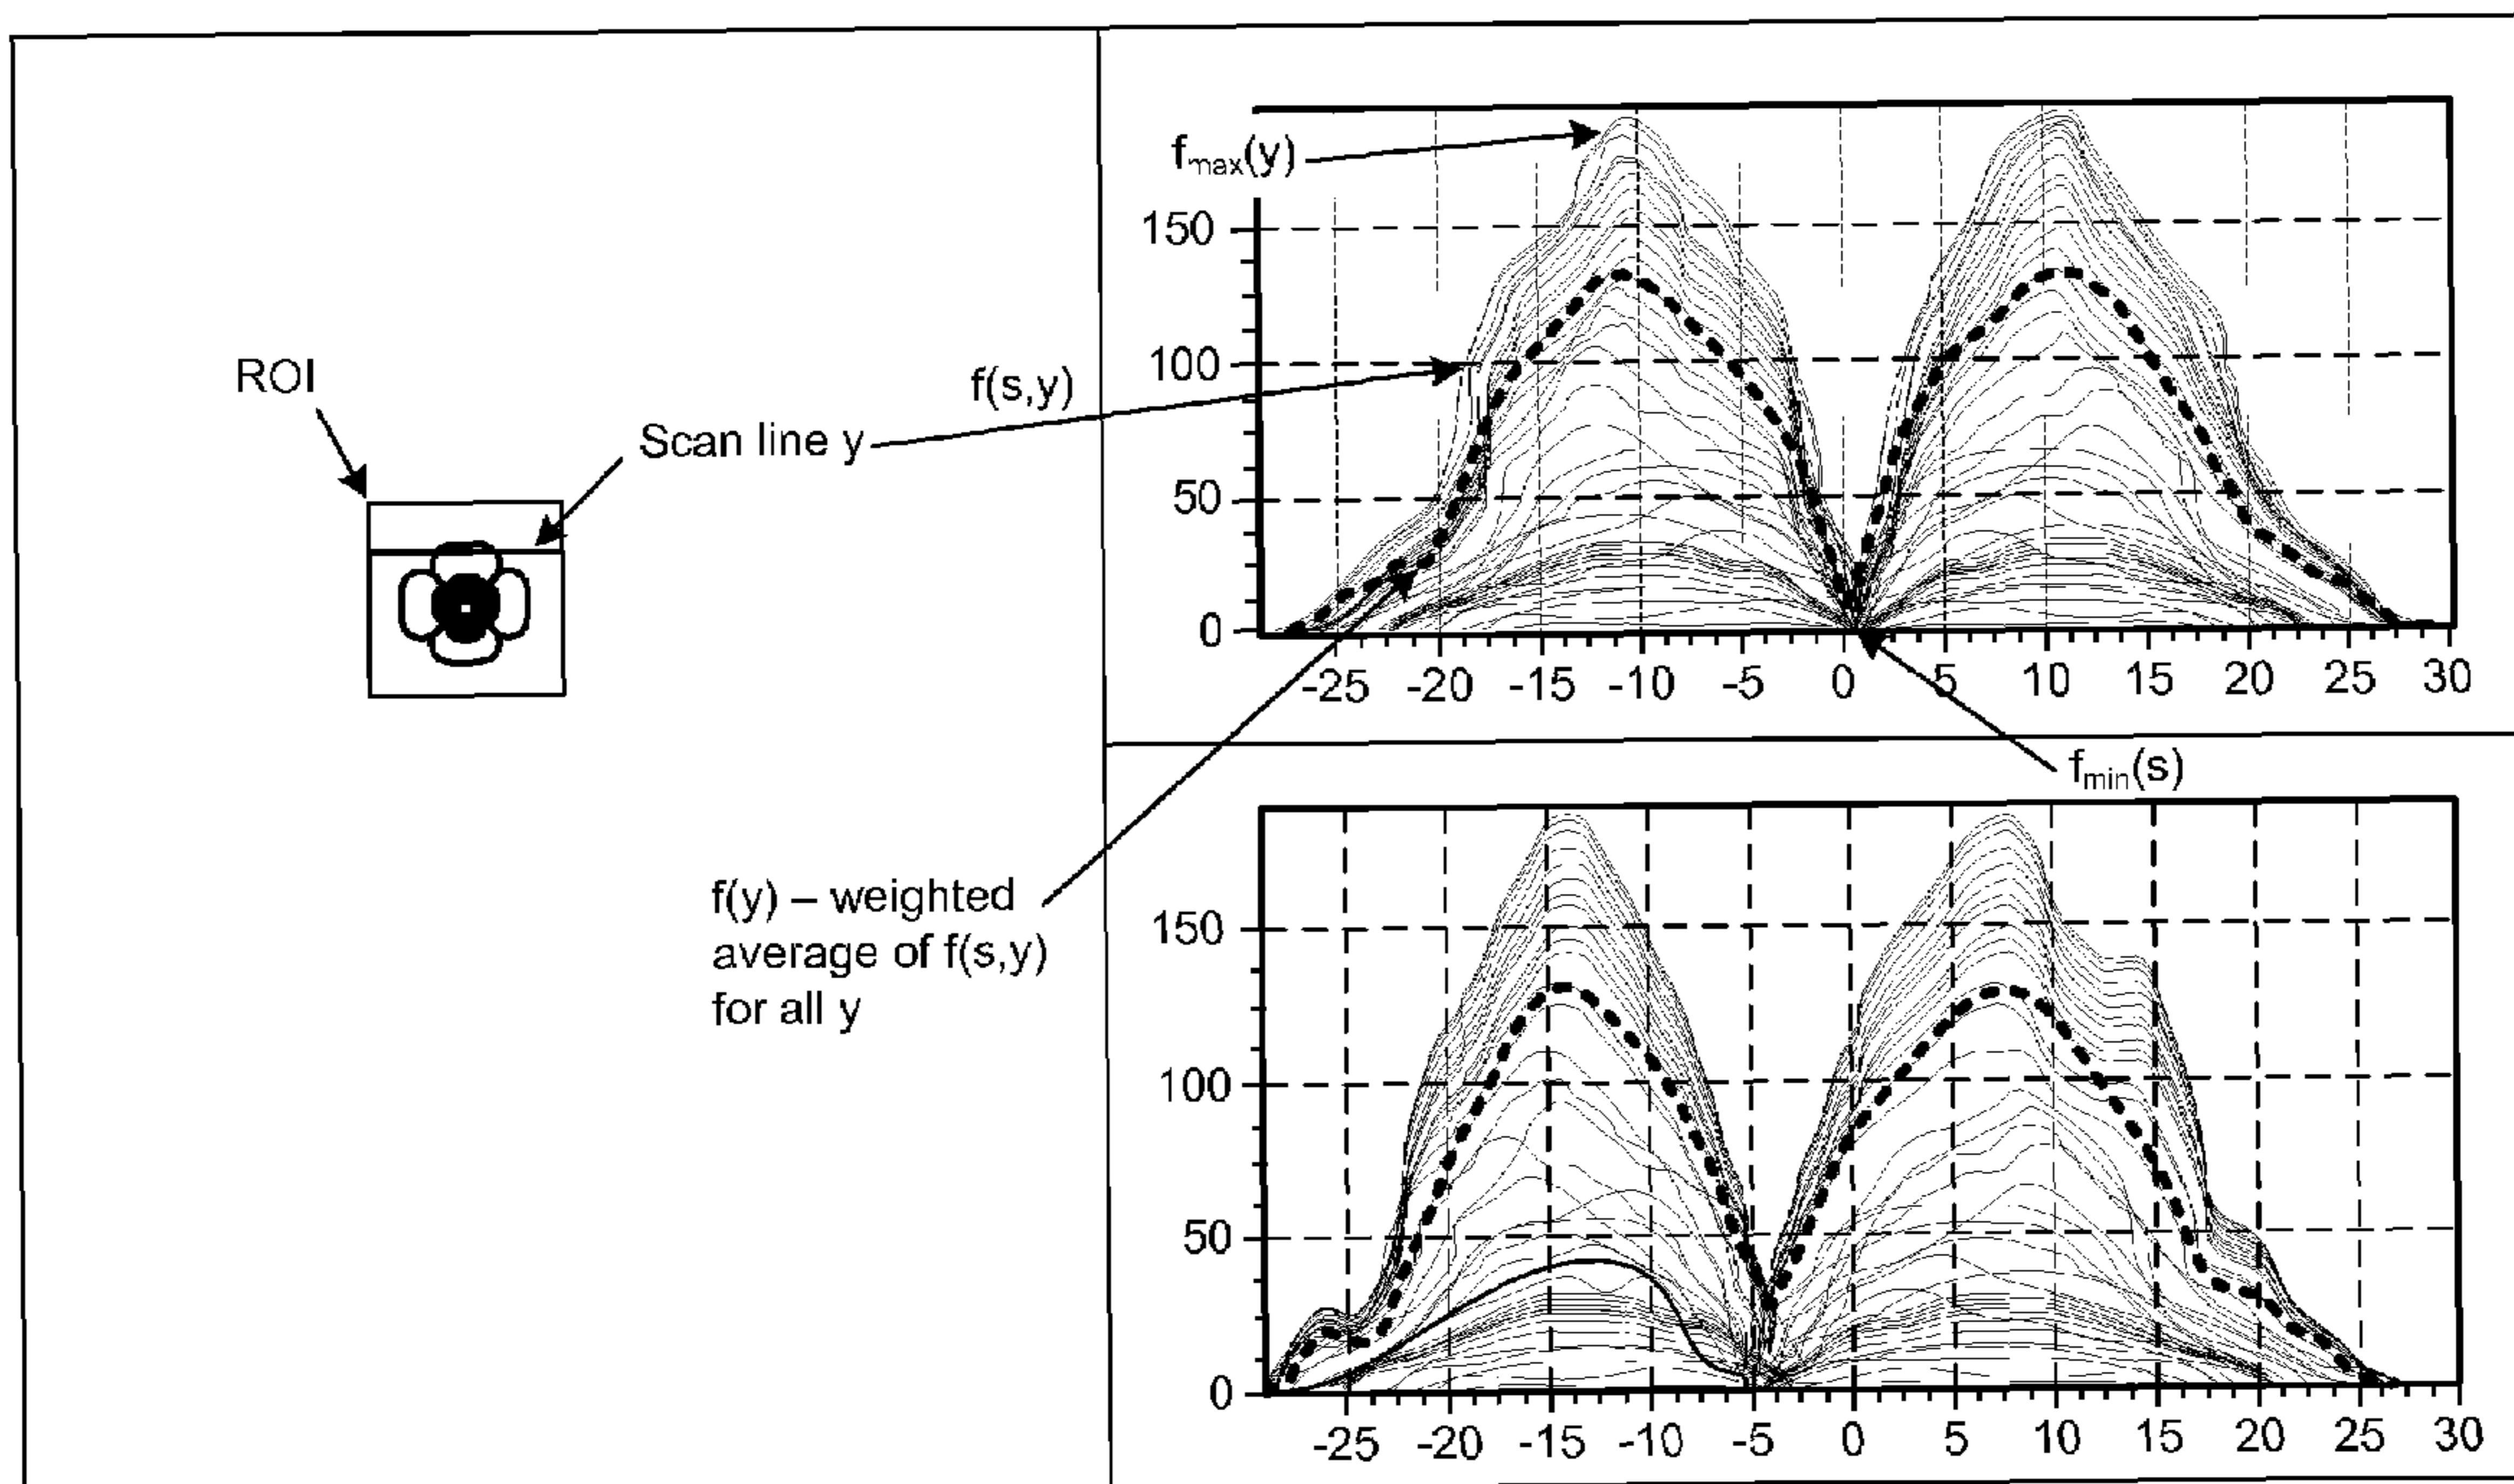 ROI
Scan line y
f(s,y)
f(y) – weighted
average of f(s,y)
for all y
fmax(y)
150
100
50
0
-25 -20 -15 -10 -5 0 5 10 15 20 25 30
fmin(s)
150
100
50
0
-25 -20 -15 -10 -5 0 5 10 15 20 25 30